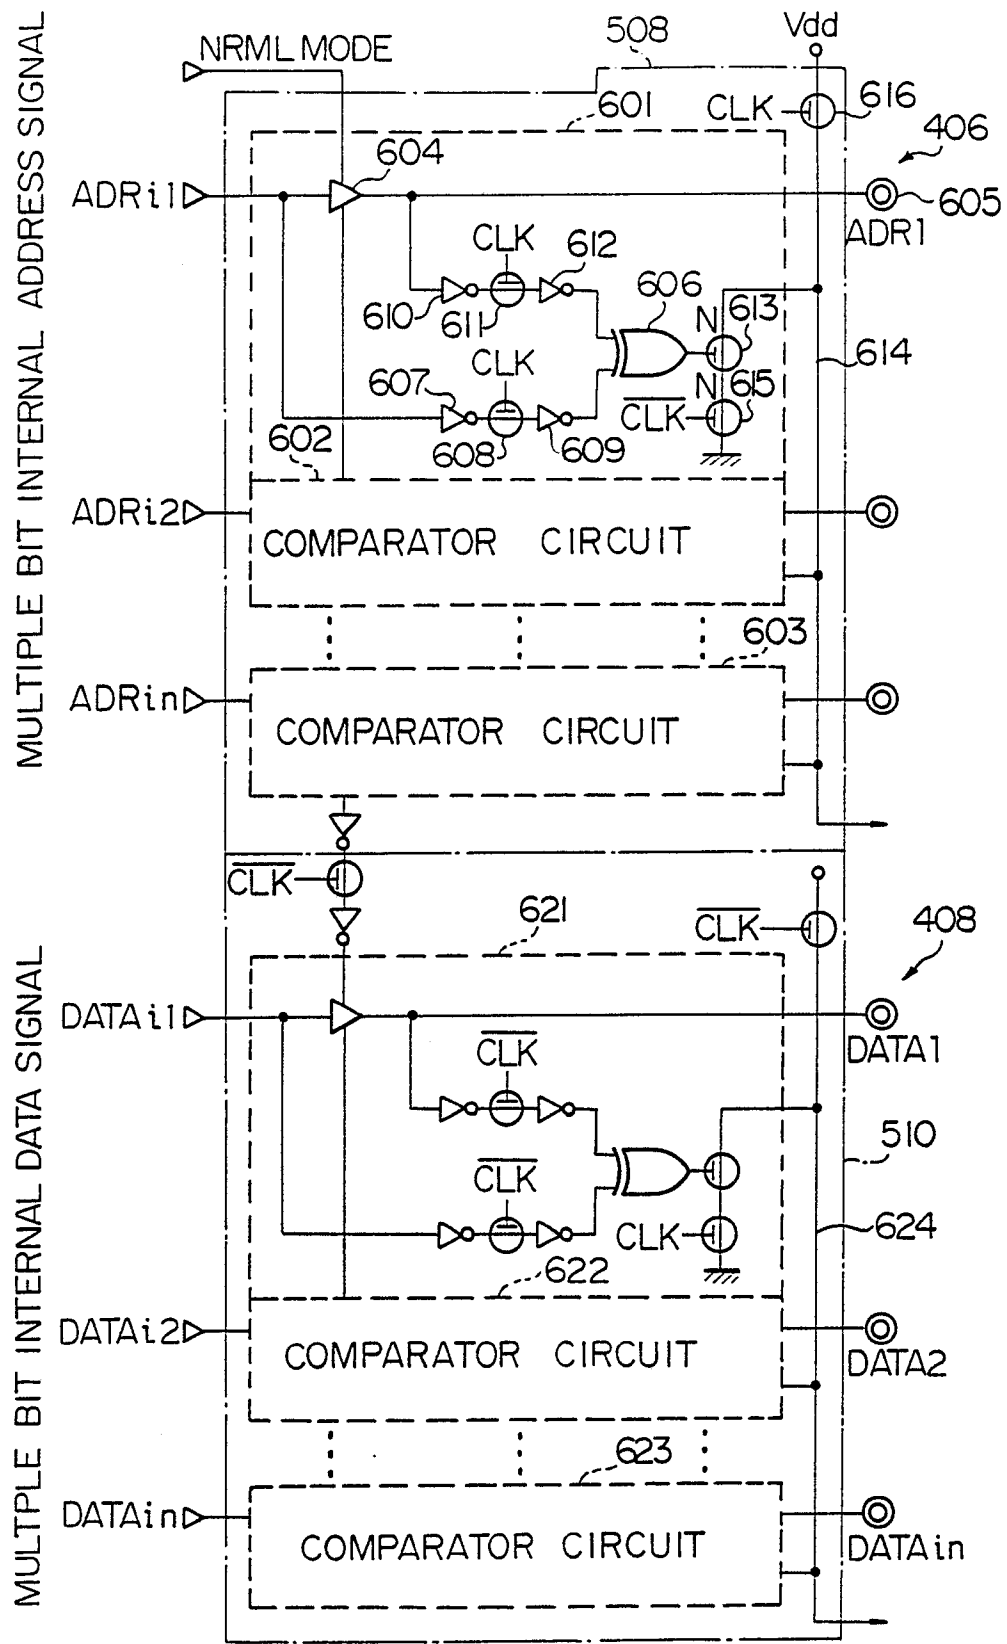 MULTIPLE BIT INTERNAL ADDRESS SIGNAL
NRML MODE
508
Vdd
601
CLK
616
604
406
ADRi1
605
ADR1
CLK
612
606
N
613
610
611
614
CLK
607
N
615
CLK
602
608
609
ADRi2
COMPARATOR CIRCUIT
603
ADRin
COMPARATOR CIRCUIT
MULTPLE BIT INTERNAL DATA SIGNAL
CLK
621
CLK
408
DATAi1
CLK
DATA1
510
CLK
CLK
624
622
DATAi2
COMPARATOR CIRCUIT
DATA2
623
DATAin
COMPARATOR CIRCUIT
DATAin